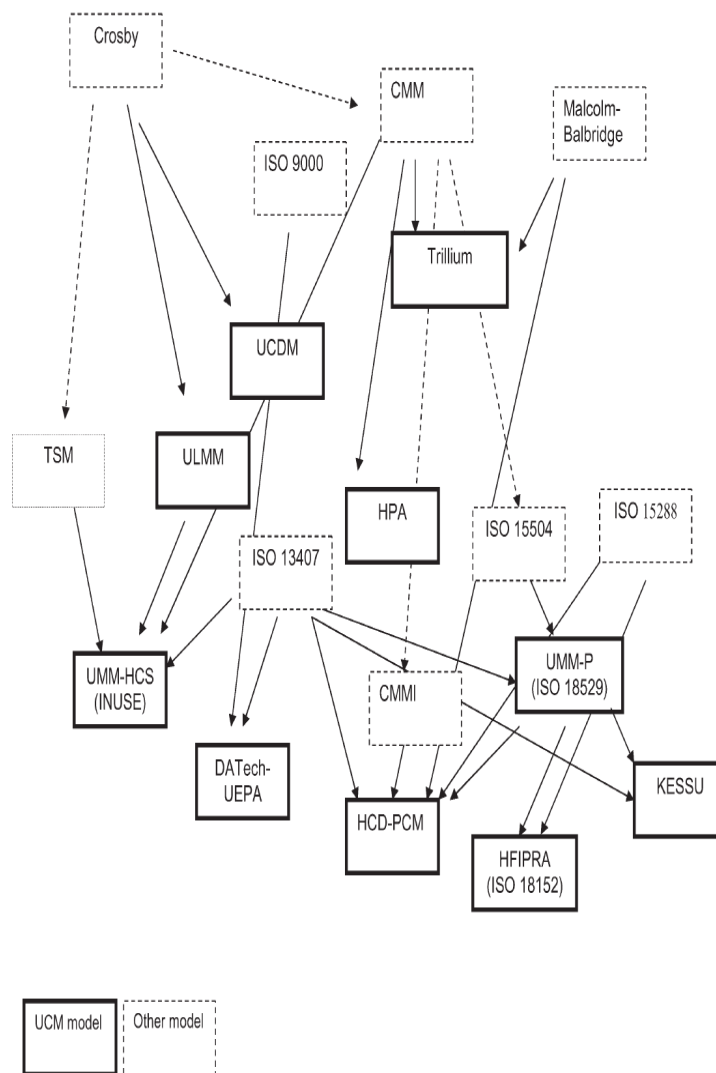 Crosby
CMM
Malcolm-
Balbridge
ISO 9000
Trillium
UCDM
TSM
ULMM
HPA
ISO 15504
ISO 15288
ISO 13407
UMM-HCS
(INUSE)
UMM-P
(ISO 18529)
CMMI
DATech-
UEPA
HCD-PCM
KESSU
HFIPRA
(ISO 18152)
UCM model
Other model